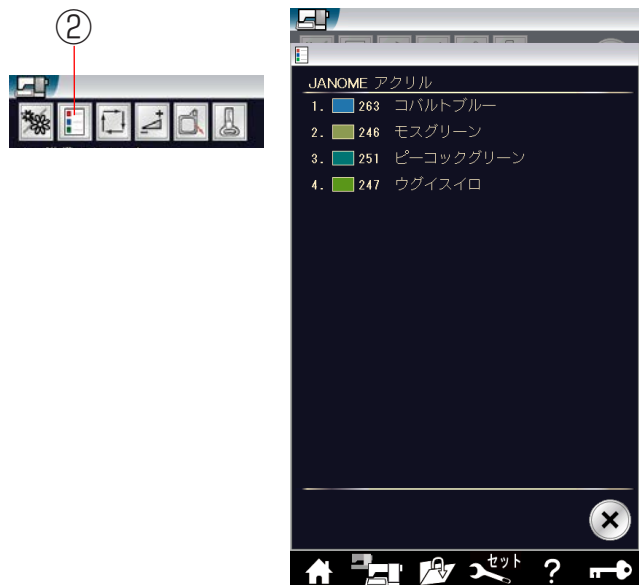 ②
JANOME アクリル
1. 263 コバルトブルー
2. 246 モスグリーン
3. 251 ピーコックグリーン
4. 247 ウグイスイロ
セット
?